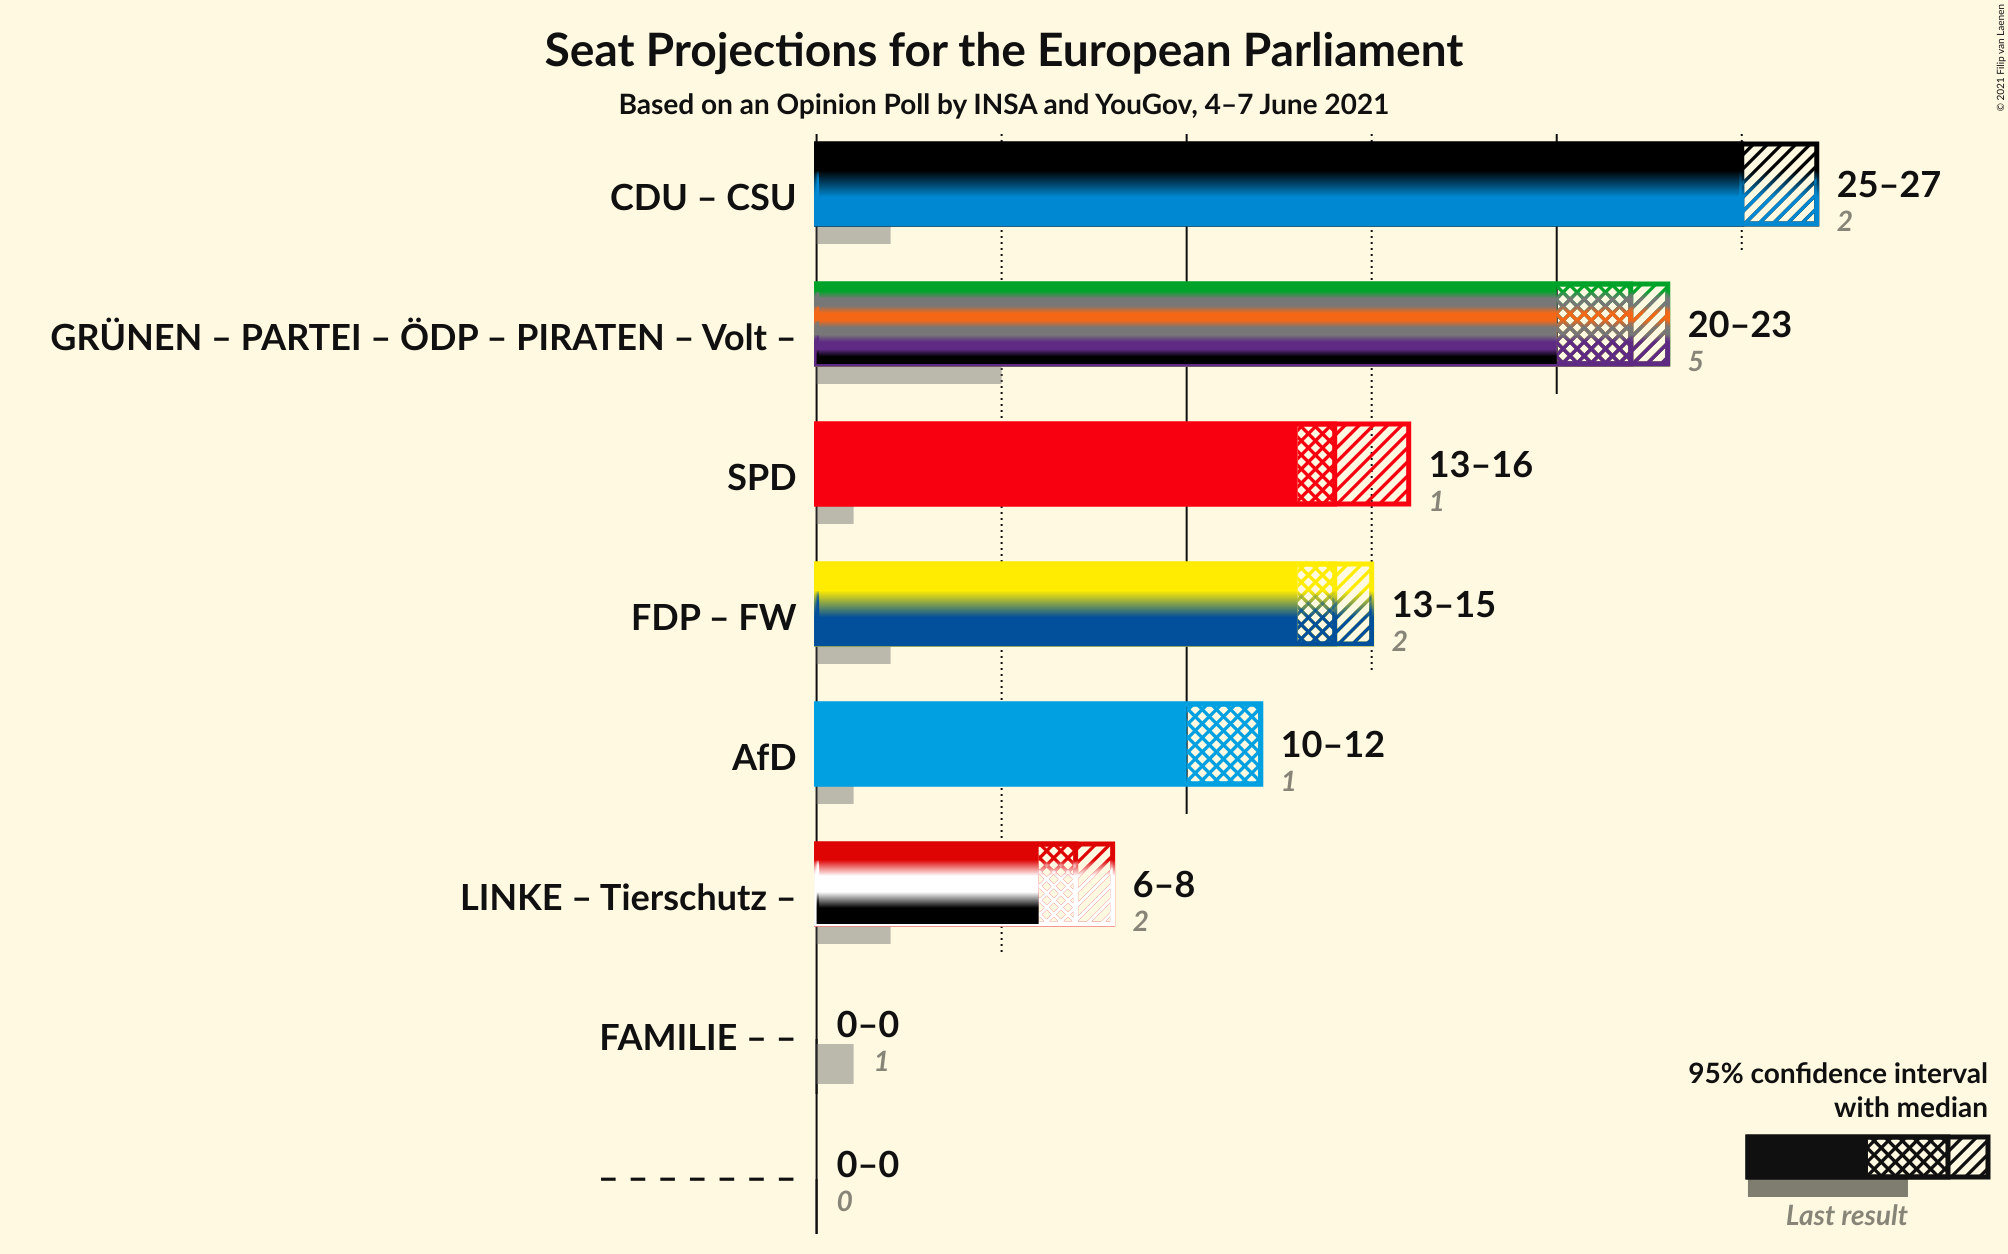 Seat Projections for the European Parliament
Based on an Opinion Poll by INSA and YouGov, 4–7 June 2021
© 2021 Filip van Laenen
CDU – CSU
25–27
2
GRÜNEN – PARTEI – ÖDP – PIRATEN – Volt –
20–23
5
SPD
13–16
1
FDP – FW
13–15
2
AfD
10–12
1
LINKE – Tierschutz –
6–8
2
FAMILIE – –
0–0
1
– – – – – – –
0–0
0
95% confidence interval
with median
Last result